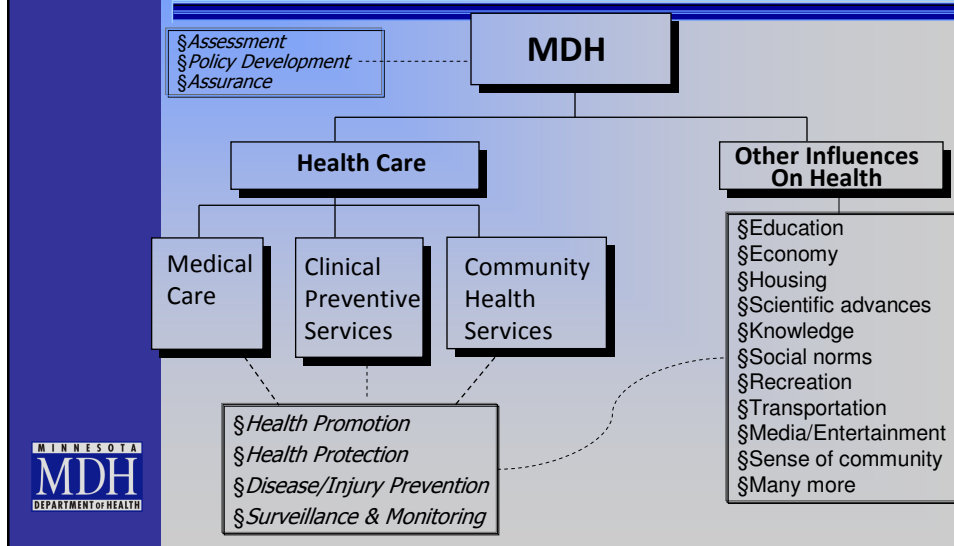 §Assessment
§Policy Development
§Assurance
MDH
Health Care
Other Influences
On Health
Medical
Care
Clinical
Preventive
Services
Community
Health
Services
§Education
§Economy
§Housing
§Scientific advances
§Knowledge
§Social norms
§Recreation
§Transportation
§Media/Entertainment
§Sense of community
§Many more
§Health Promotion
§Health Protection
§Disease/Injury Prevention
§Surveillance & Monitoring
MINNESOTA
MDH
DEPARTMENT OF HEALTH